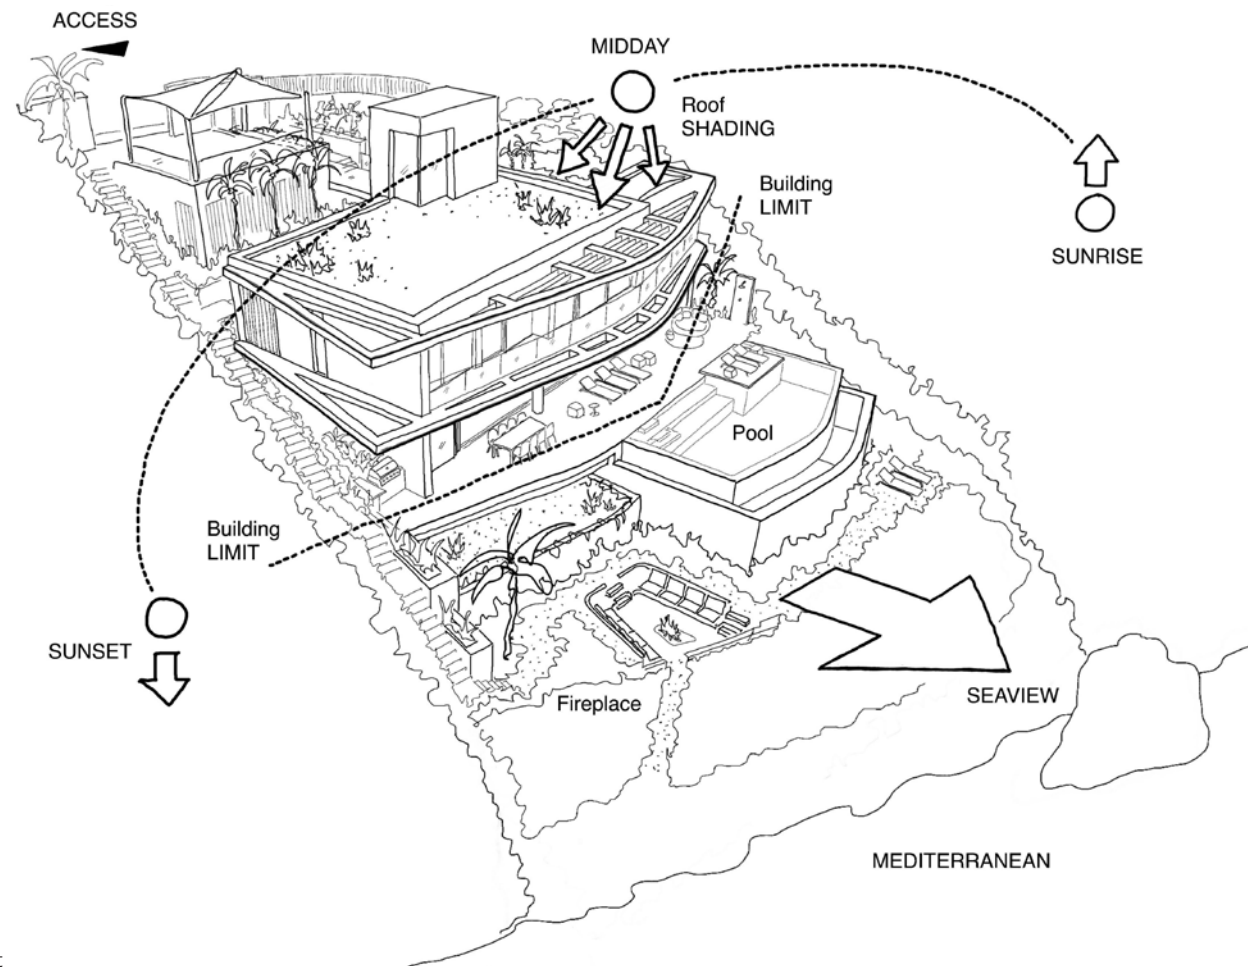 ACCESS
MIDDAY
Roof
SHADING
Building
LIMIT
SUNRISE
Pool
Building
LIMIT
SUNSET
Fireplace
SEAVIEW
MEDITERRANEAN